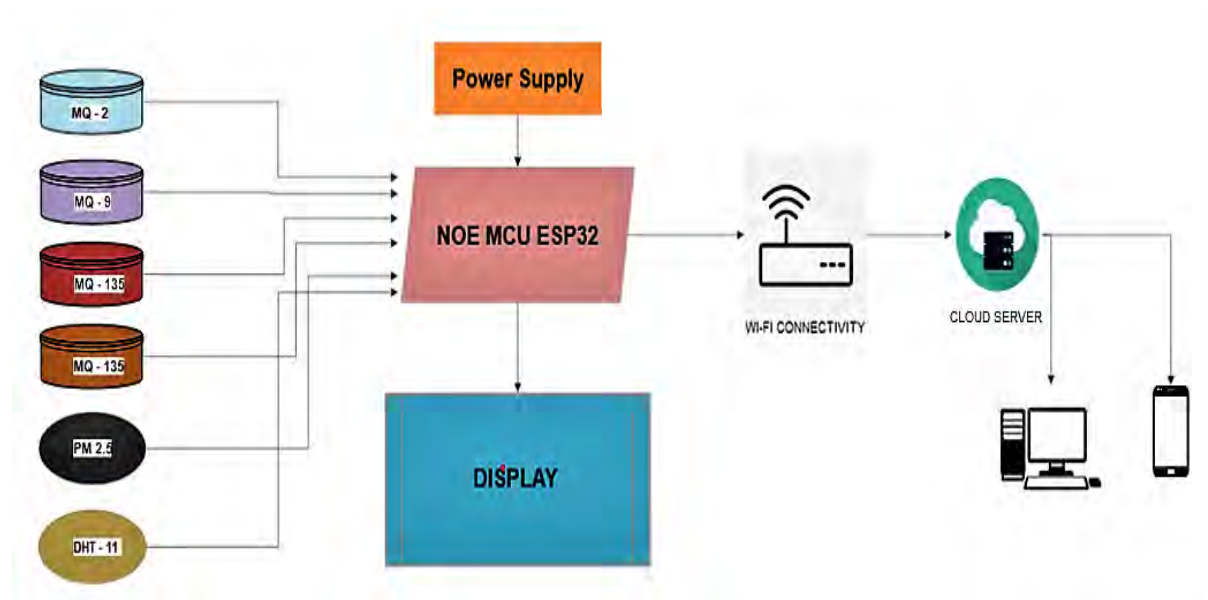 Power Supply
MQ - 2
MQ - 9
NOE MCU ESP32
MQ - 135
MQ - 135
WI-FI CONNECTIVITY
CLOUD SERVER
PM 2.5
DISPLAY
DHT - 11